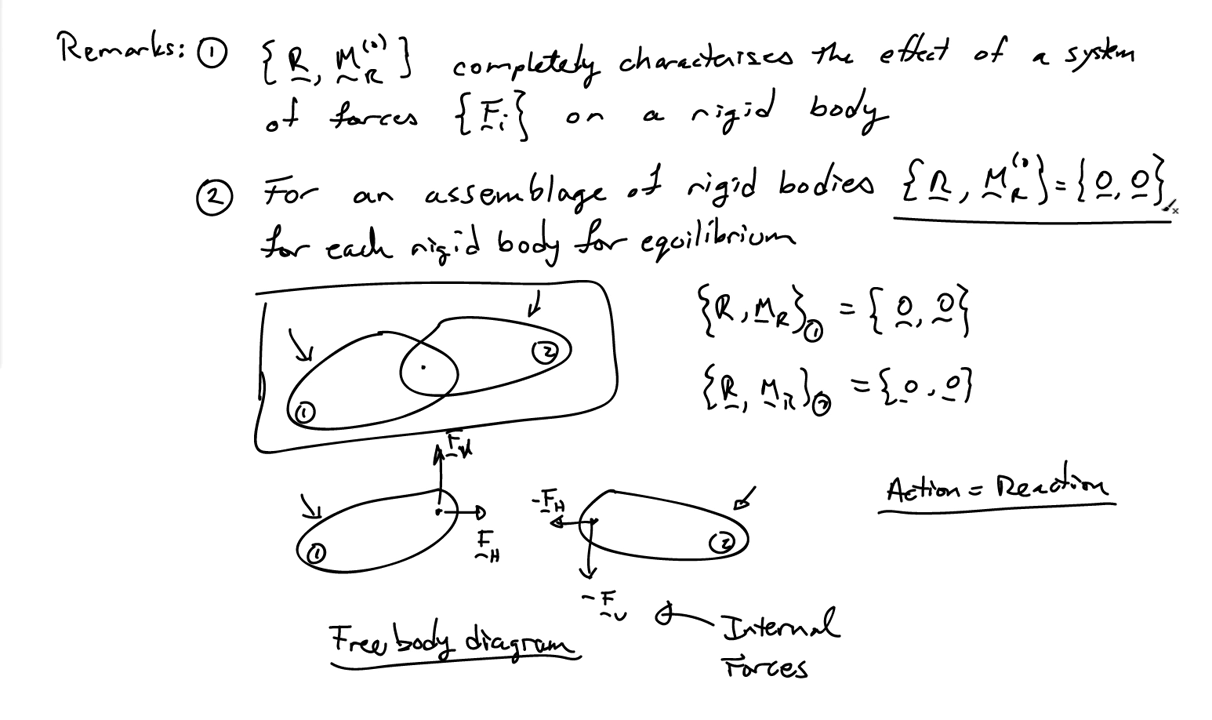 Remarks: ① {R, M_R^(0)} completely characterises the effect of a system
of forces {F_i} on a rigid body
② For an assemblage of rigid bodies {R, M_R^(0)} = {0, 0}
for each rigid body for equilibrium
{R, M_R}_① = {0, 0}
②
①
{R, M_R}_② = {0, 0}
F_V
Action = Reaction
-F_H
①
F_H
②
-F_V
Internal
Forces
Free body diagram